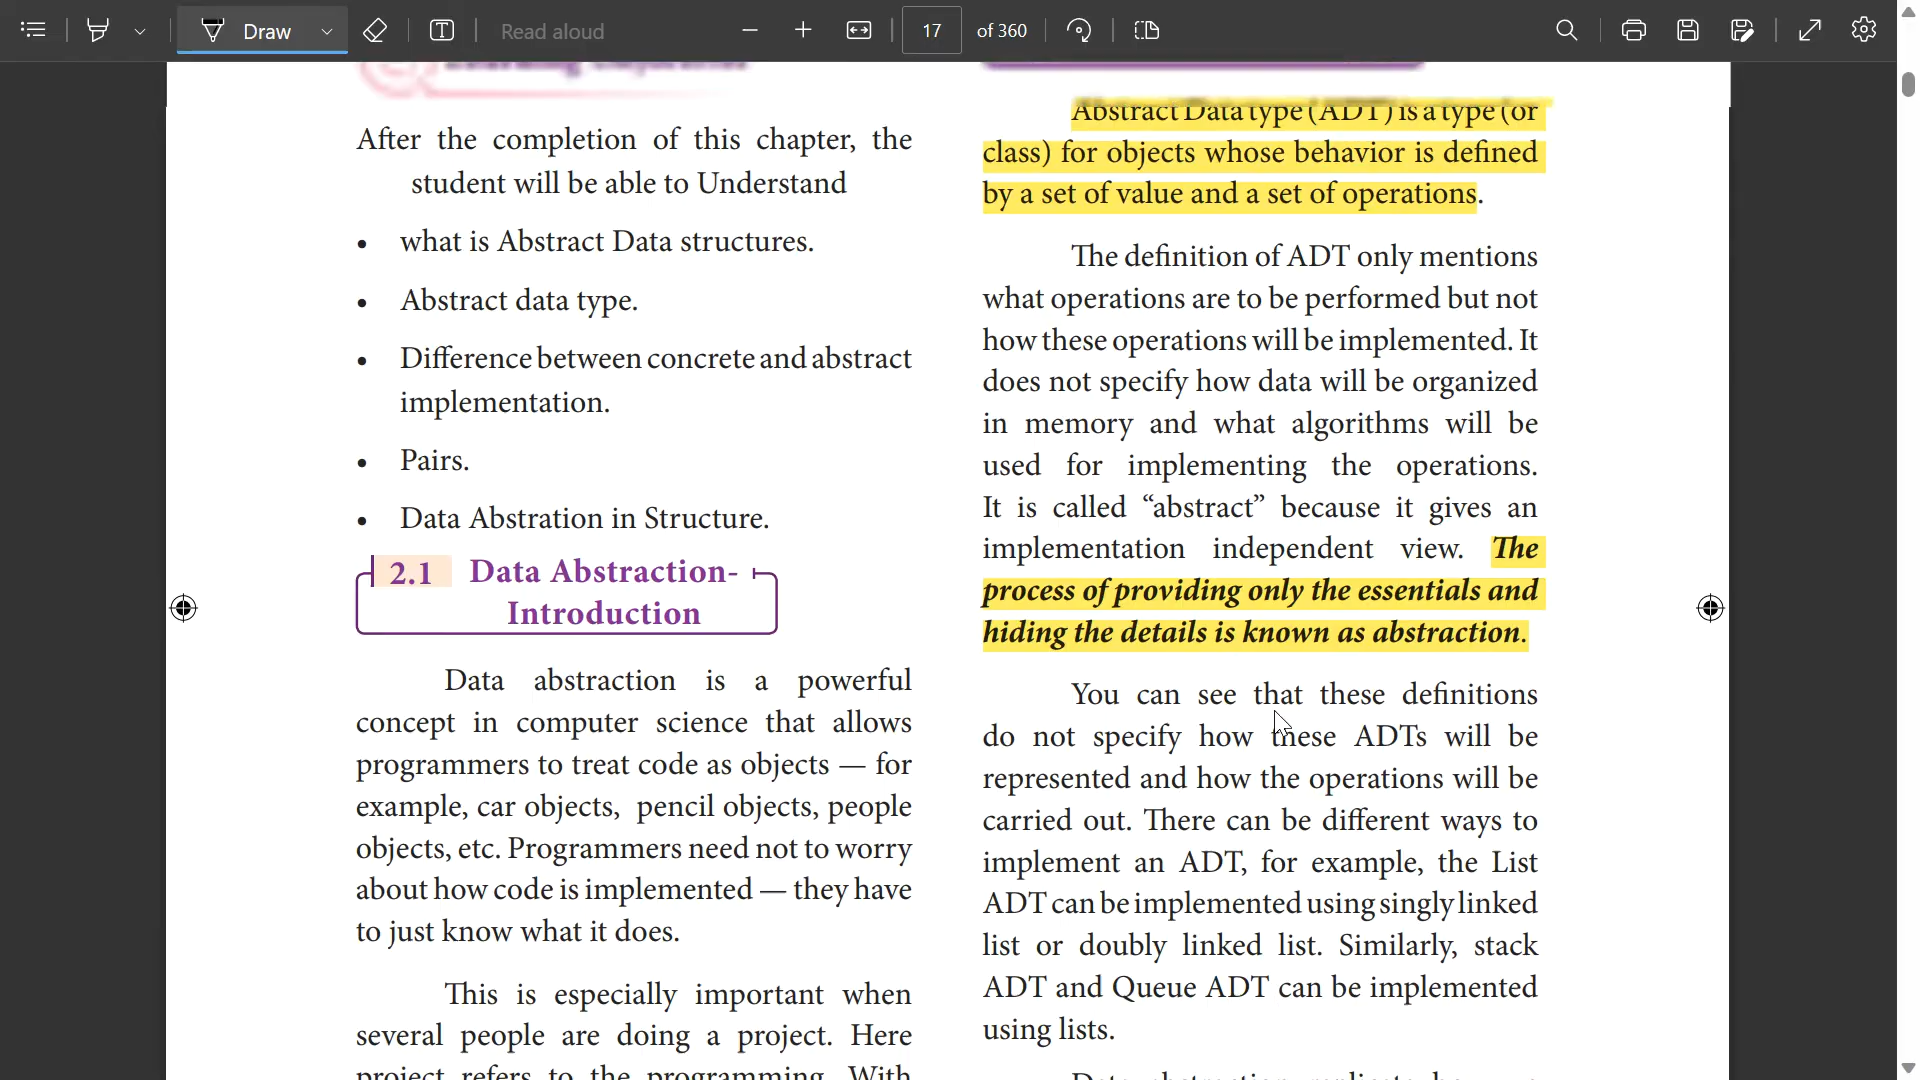 Draw
Read aloud
17
of 360
After the completion of this chapter, the
student will be able to Understand
• what is Abstract Data structures.
• Abstract data type.
• Difference between concrete and abstract
implementation.
• Pairs.
• Data Abstration in Structure.
2.1 Data Abstraction-
Introduction
Data abstraction is a powerful
concept in computer science that allows
programmers to treat code as objects — for
example, car objects, pencil objects, people
objects, etc. Programmers need not to worry
about how code is implemented — they have
to just know what it does.
This is especially important when
several people are doing a project. Here
project refers to the programming. With
Abstract Data type (ADT) is a type (or
class) for objects whose behavior is defined
by a set of value and a set of operations.
The definition of ADT only mentions
what operations are to be performed but not
how these operations will be implemented. It
does not specify how data will be organized
in memory and what algorithms will be
used for implementing the operations.
It is called “abstract” because it gives an
implementation independent view. The
process of providing only the essentials and
hiding the details is known as abstraction.
You can see that these definitions
do not specify how these ADTs will be
represented and how the operations will be
carried out. There can be different ways to
implement an ADT, for example, the List
ADT can be implemented using singly linked
list or doubly linked list. Similarly, stack
ADT and Queue ADT can be implemented
using lists.